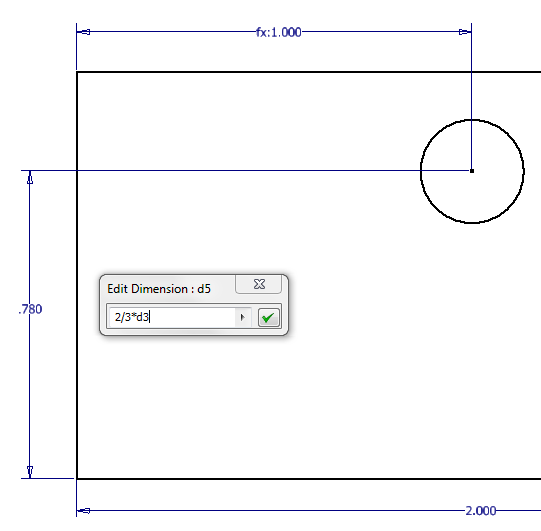 fx:1.000
Edit Dimension : d5
2/3*d3
.780
2.000